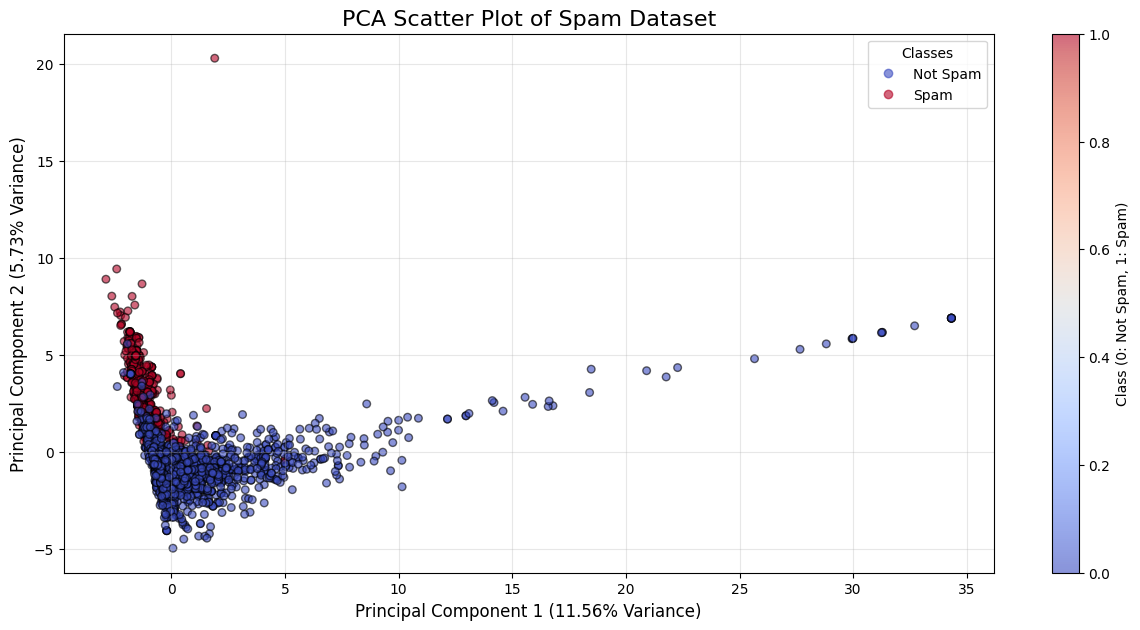 PCA Scatter Plot of Spam Dataset
Classes
Not Spam
Spam
Principal Component 2 (5.73% Variance)
20
15
10
5
0
−5
0
5
10
15
20
25
30
35
Principal Component 1 (11.56% Variance)
1.0
0.8
0.6
0.4
0.2
0.0
Class (0: Not Spam, 1: Spam)